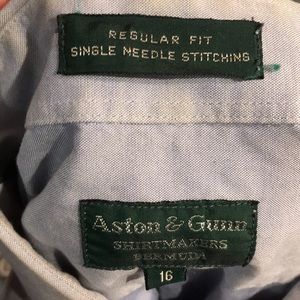 REGULAR FIT
SINGLE NEEDLE STITCHING
Aston & Gunn
SHIRTMAKERS
BERMUDA
16